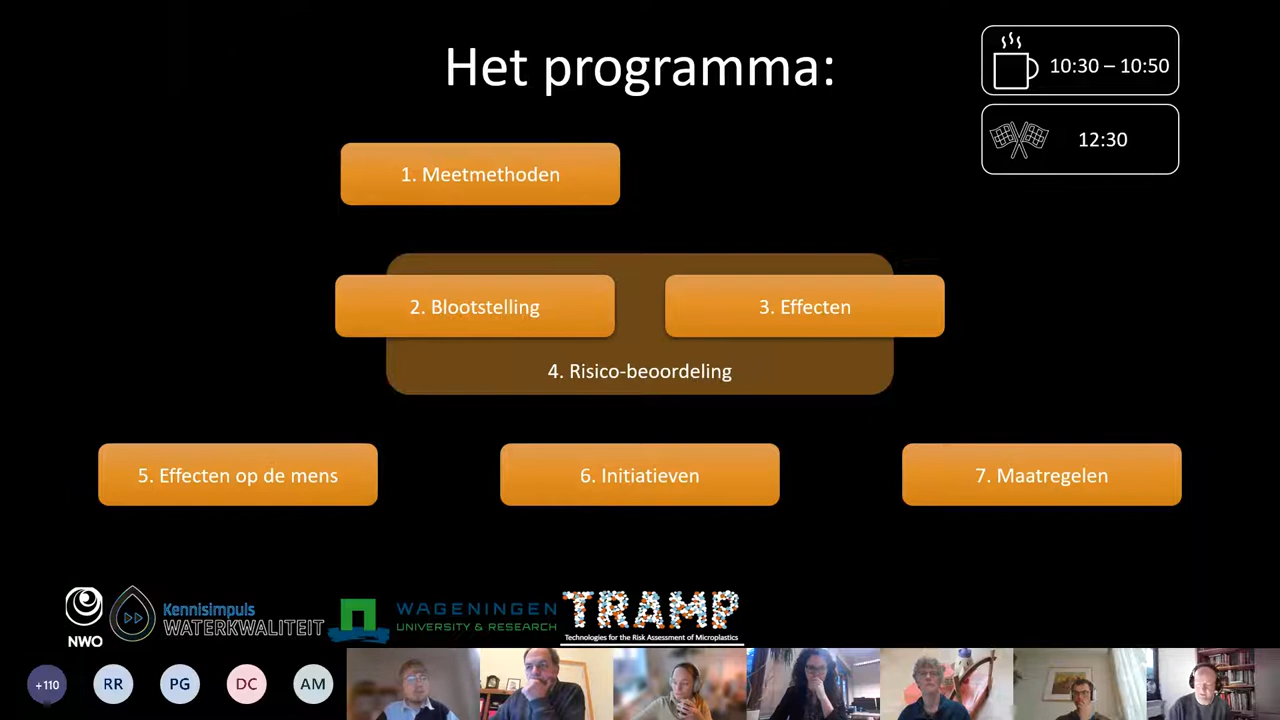 Het programma:
10:30 – 10:50
12:30
1. Meetmethoden
2. Blootstelling
3. Effecten
4. Risico-beoordeling
5. Effecten op de mens
6. Initiatieven
7. Maatregelen
NWO
Kennisimpuls
WATERKWALITEIT
WAGENINGEN
UNIVERSITY & RESEARCH
TRAMP
Technologies for the Risk Assessment of Microplastics
+110
RR
PG
DC
AM